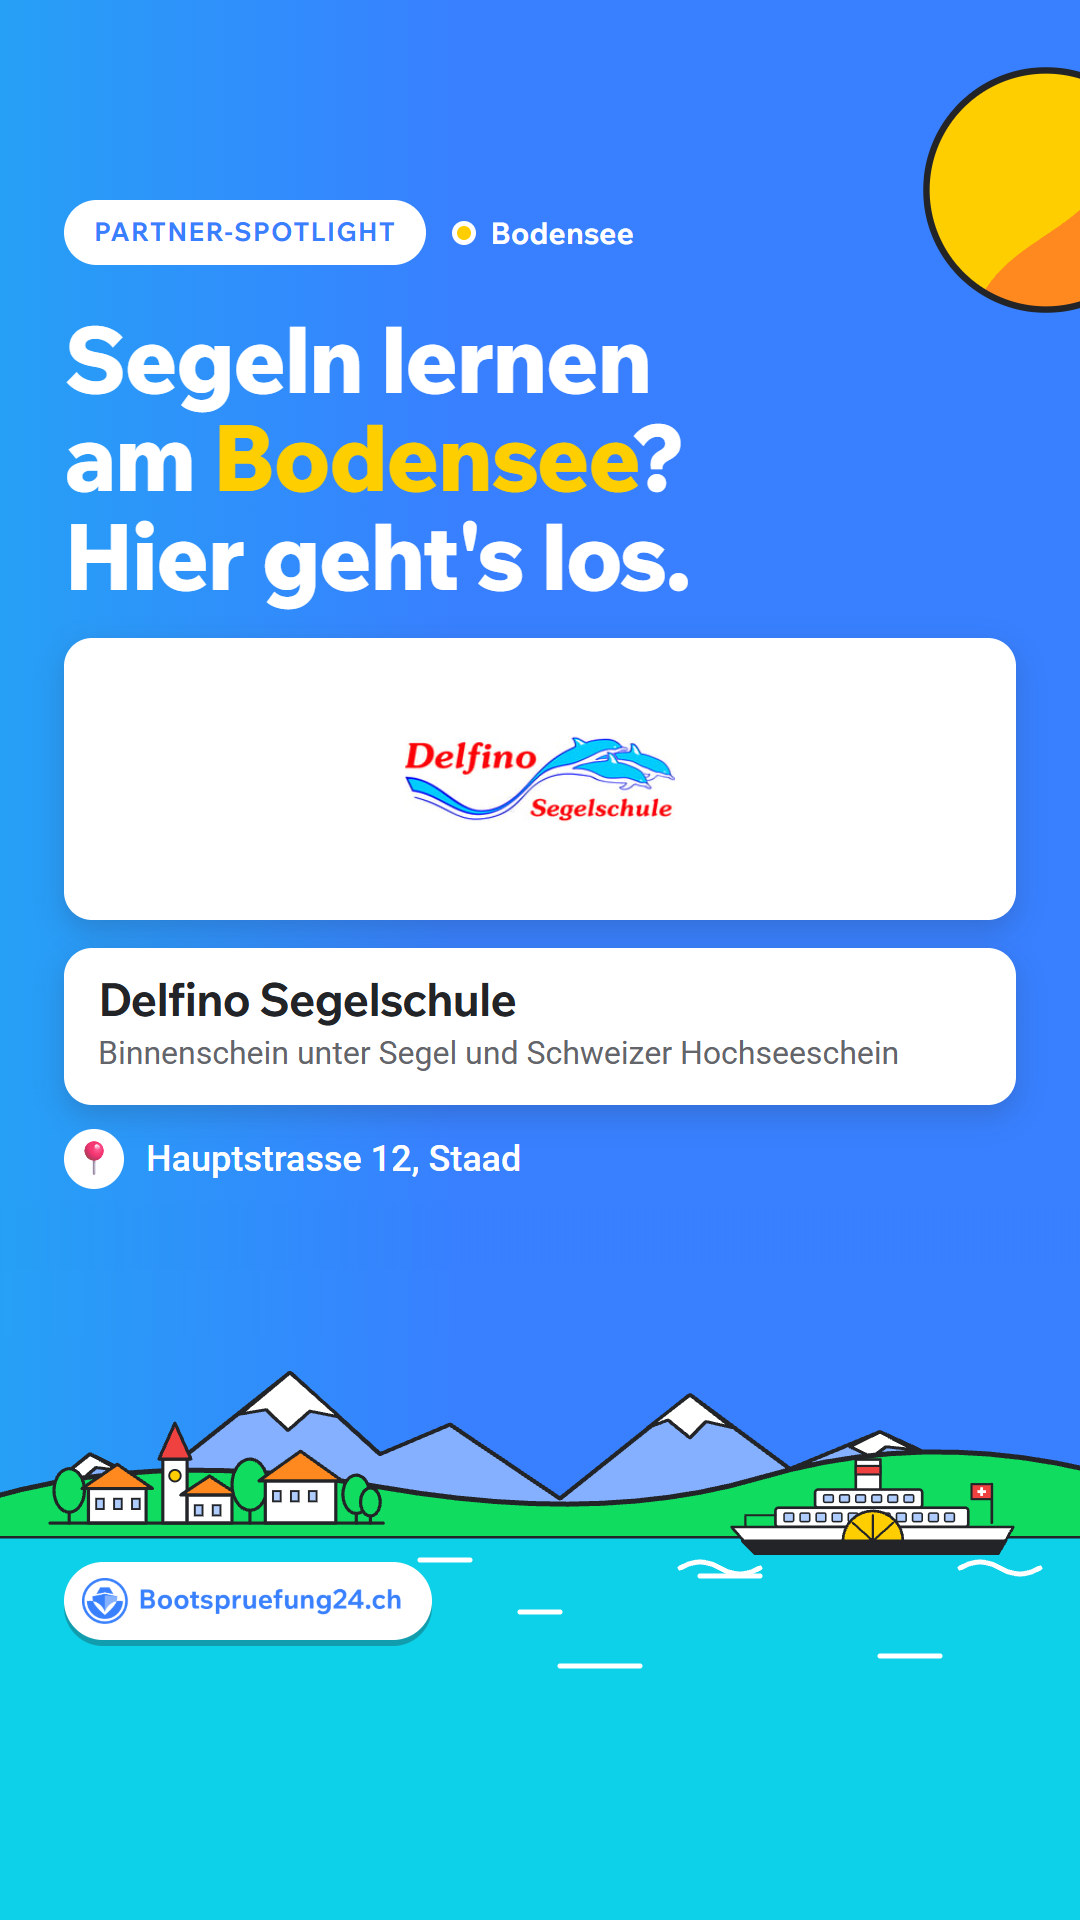 PARTNER-SPOTLIGHT
Bodensee
Segeln lernen
am Bodensee?
Hier geht's los.
Delfino
Segelschule
Delfino Segelschule
Binnenschein unter Segel und Schweizer Hochseeschein
Hauptstrasse 12, Staad
Bootspruefung24.ch